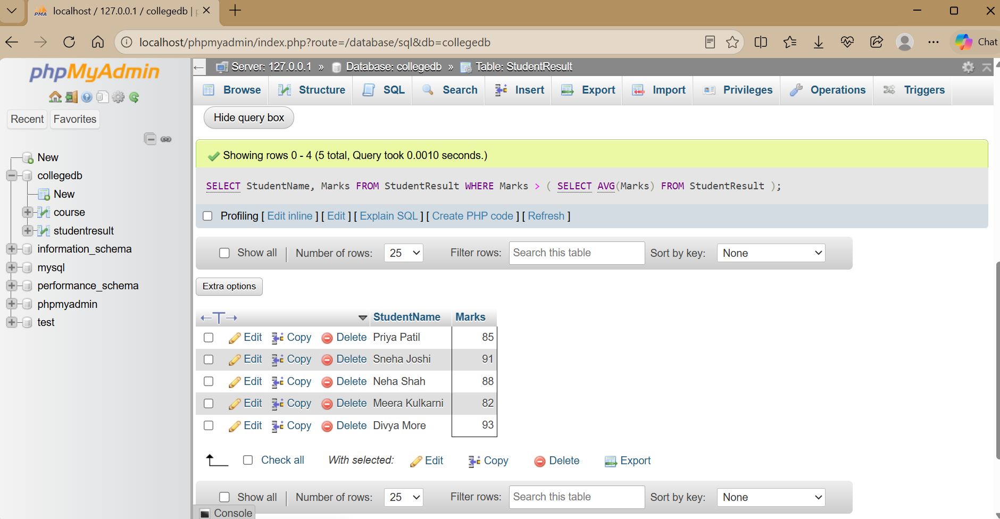 localhost / 127.0.0.1 / collegedb |
localhost/phpmyadmin/index.php?route=/database/sql&db=collegedb
Chat
phpMyAdmin
Recent Favorites
New
collegedb
New
course
studentresult
information_schema
mysql
performance_schema
phpmyadmin
test
Server: 127.0.0.1 » Database: collegedb » Table: StudentResult
Browse Structure SQL Search Insert Export Import Privileges Operations Triggers
Hide query box
Showing rows 0 - 4 (5 total, Query took 0.0010 seconds.)
SELECT StudentName, Marks FROM StudentResult WHERE Marks > ( SELECT AVG(Marks) FROM StudentResult );
Profiling [ Edit inline ] [ Edit ] [ Explain SQL ] [ Create PHP code ] [ Refresh ]
Show all | Number of rows: 25 Filter rows: Search this table Sort by key: None
Extra options
←T→ StudentName Marks
Edit Copy Delete Priya Patil 85
Edit Copy Delete Sneha Joshi 91
Edit Copy Delete Neha Shah 88
Edit Copy Delete Meera Kulkarni 82
Edit Copy Delete Divya More 93
Check all With selected: Edit Copy Delete Export
Show all | Number of rows: 25 Filter rows: Search this table Sort by key: None
Console